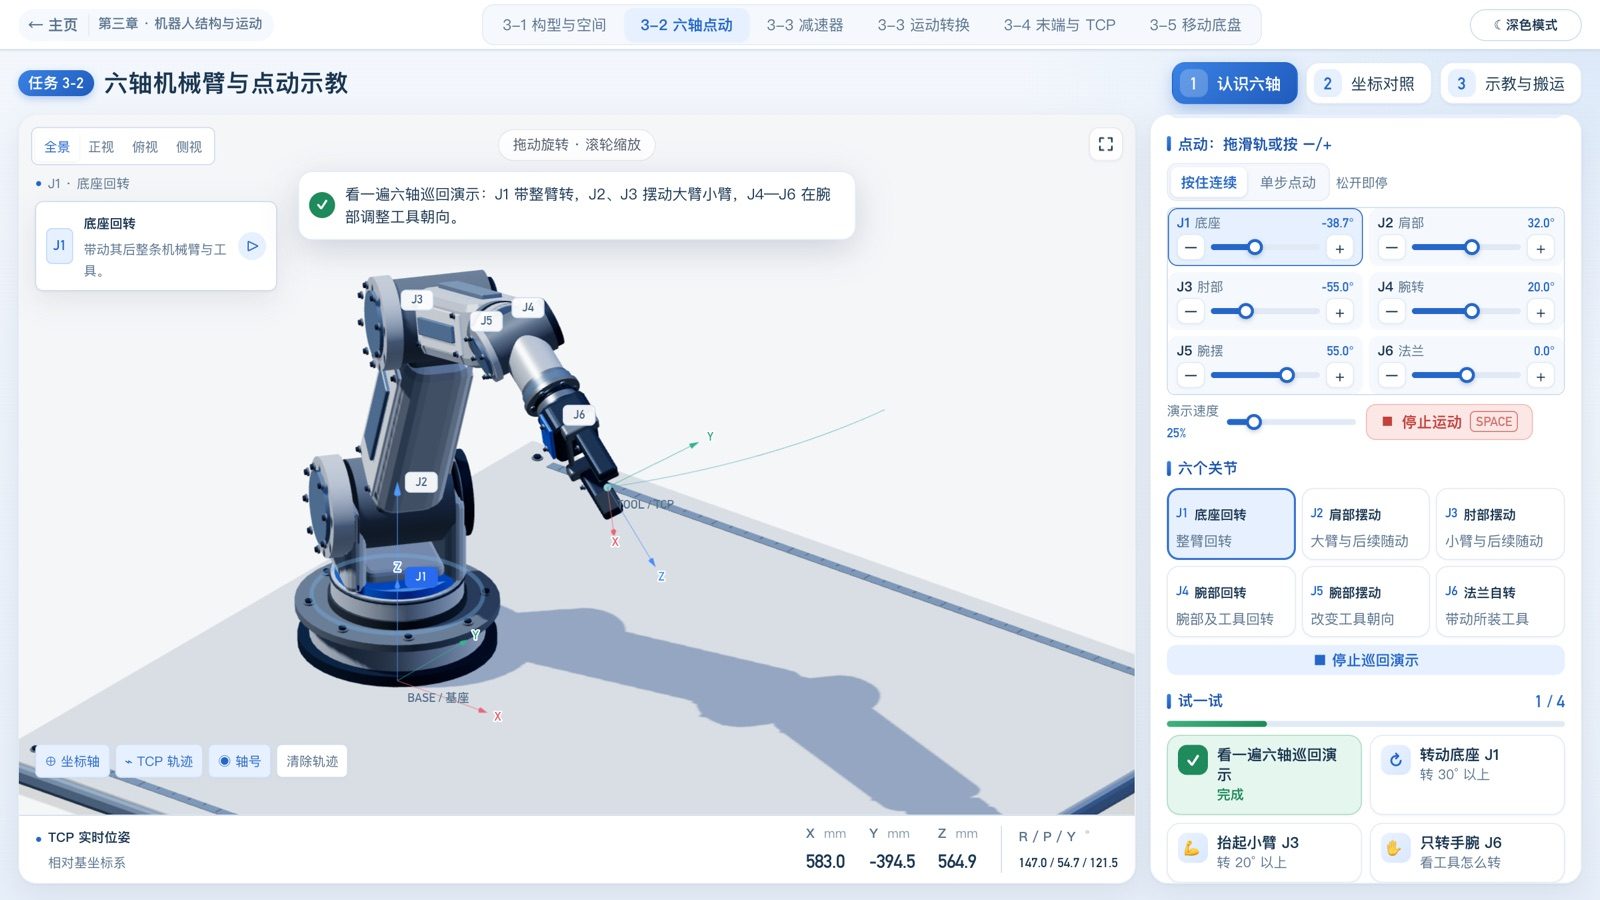 ← 主页
第三章 · 机器人结构与运动
3-1 构型与空间
3-2 六轴点动
3-3 减速器
3-3 运动转换
3-4 末端与 TCP
3-5 移动底盘
深色模式
任务 3-2
六轴机械臂与点动示教
1 认识六轴
2 坐标对照
3 示教与搬运
全景
正视
俯视
侧视
拖动旋转 · 滚轮缩放
J1 · 底座回转
J1
底座回转
带动其后整条机械臂与工
具。
看一遍六轴巡回演示：J1 带整臂转，J2、J3 摆动大臂小臂，J4—J6 在腕
部调整工具朝向。
J3
J4
J5
J6
Y
J2
TOOL / TCP
X
Z
Z
J1
Y
BASE / 基座
X
坐标轴
TCP 轨迹
轴号
清除轨迹
TCP 实时位姿
相对基坐标系
X mm
583.0
Y mm
-394.5
Z mm
564.9
R / P / Y °
147.0 / 54.7 / 121.5
点动：拖滑轨或按 −/+
按住连续
单步点动
松开即停
J1 底座 -38.7°
− +
J2 肩部 32.0°
− +
J3 肘部 -55.0°
− +
J4 腕转 20.0°
− +
J5 腕摆 55.0°
− +
J6 法兰 0.0°
− +
演示速度
25%
停止运动 SPACE
六个关节
J1 底座回转
整臂回转
J2 肩部摆动
大臂与后续随动
J3 肘部摆动
小臂与后续随动
J4 腕部回转
腕部及工具回转
J5 腕部摆动
改变工具朝向
J6 法兰自转
带动所装工具
停止巡回演示
试一试
1 / 4
看一遍六轴巡回演
示
完成
转动底座 J1
转 30° 以上
抬起小臂 J3
转 20° 以上
只转手腕 J6
看工具怎么转